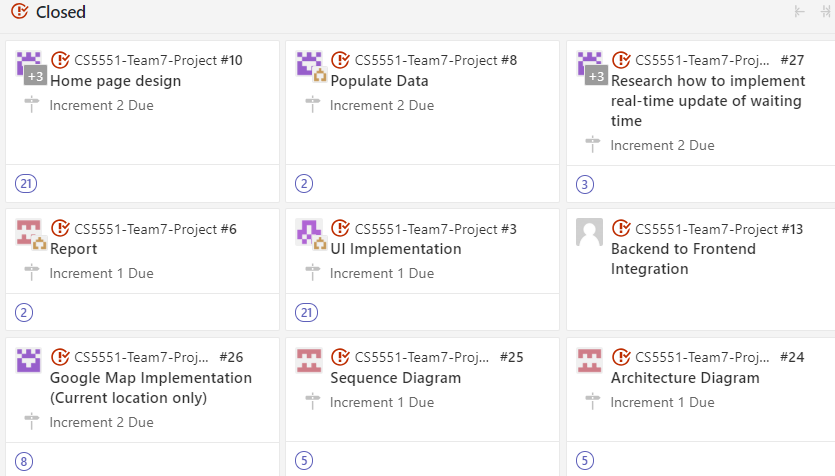 Closed
+3 CS5551-Team7-Project #10
Home page design
Increment 2 Due
21
CS5551-Team7-Project #8
Populate Data
Increment 2 Due
2
+3 CS5551-Team7-Proj... #27
Research how to implement
real-time update of waiting
time
Increment 2 Due
3
CS5551-Team7-Project #6
Report
Increment 1 Due
2
CS5551-Team7-Project #3
UI Implementation
Increment 1 Due
21
CS5551-Team7-Project #13
Backend to Frontend
Integration
CS5551-Team7-Proj... #26
Google Map Implementation
(Current location only)
Increment 2 Due
8
CS5551-Team7-Proj... #25
Sequence Diagram
Increment 1 Due
5
CS5551-Team7-Proj... #24
Architecture Diagram
Increment 1 Due
5